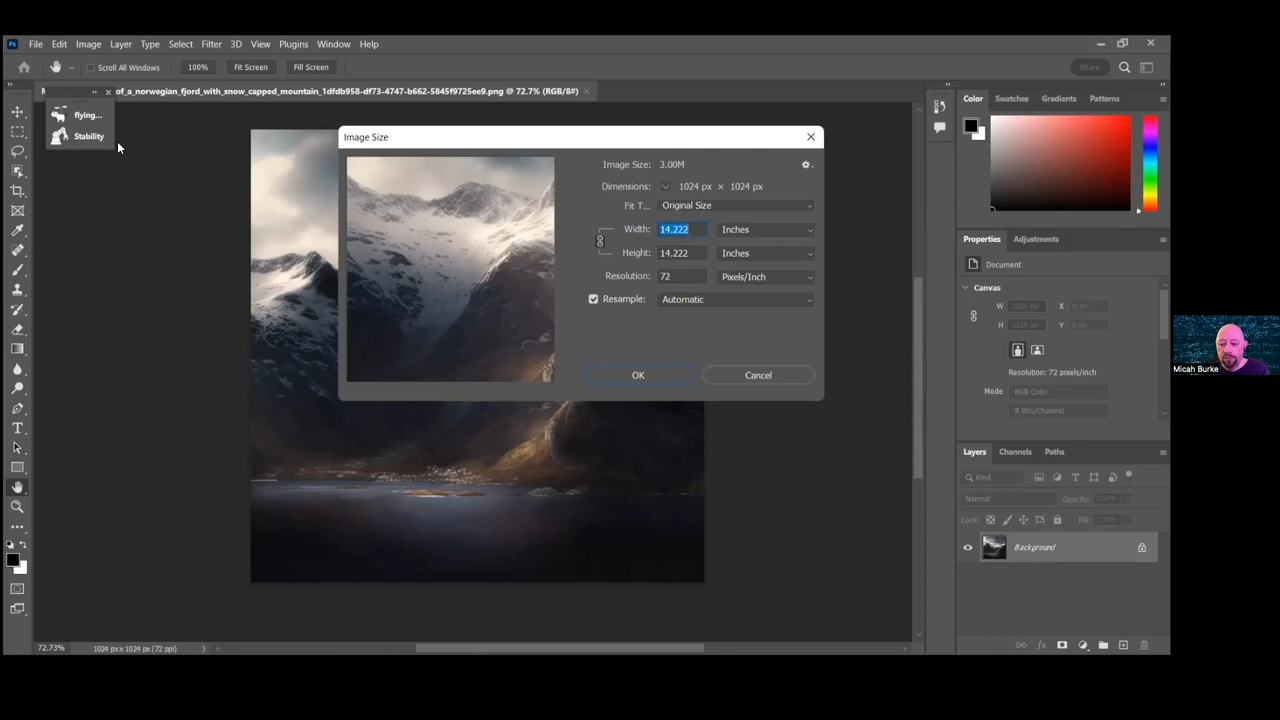 Ps File Edit Image Layer Type Select Filter 3D View Plugins Window Help
Scroll All Windows 100% Fit Screen Fill Screen Share
of_a_norwegian_fjord_with_snow_capped_mountain_1dfdb958-df73-4747-b662-5845f9725ee9.png @ 72.7% (RGB/8#) ×
flying...
Stability
Image Size
Image Size: 3.00M
Dimensions: 1024 px × 1024 px
Fit T... Original Size
Width: 14.222 Inches
Height: 14.222 Inches
Resolution: 72 Pixels/Inch
Resample: Automatic
OK Cancel
Color Swatches Gradients Patterns
Properties Adjustments
Document
Canvas
W 1024 px X 0 px
H 1024 px Y 0 px
Resolution: 72 pixels/inch
Mode RGB Color
8 Bits/Channel
Layers Channels Paths
Kind
Normal Opacity: 100%
Lock: Fill: 100%
Background
72.73% 1024 px x 1024 px (72 ppi)
Micah Burke